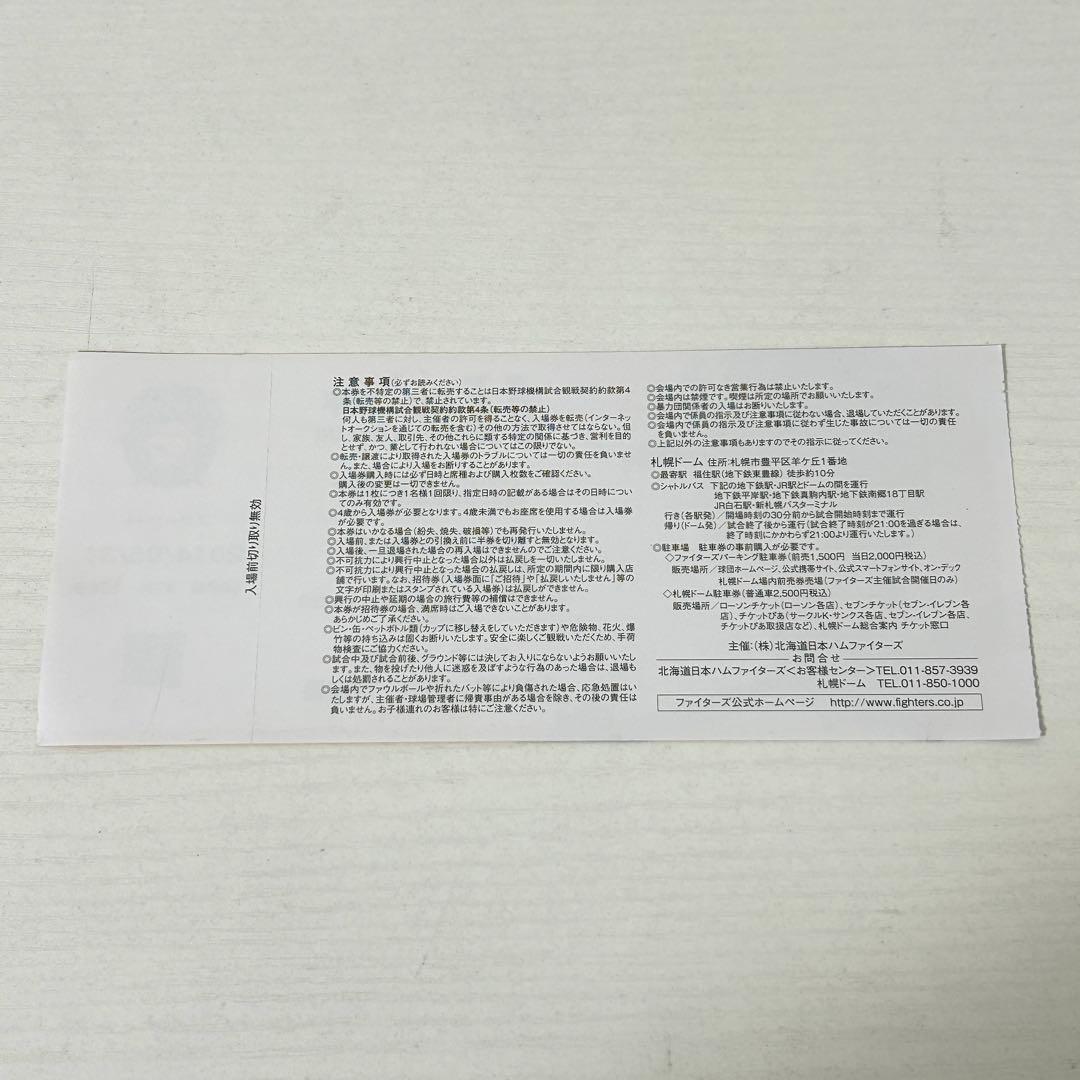 入場前切り取り無効
注意事項(必ずお読みください)
◎本券を不特定の第三者に転売することは日本野球機構試合観戦契約約款第4
条(転売等の禁止)で、禁止されています。
日本野球機構試合観戦契約約款第4条(転売等の禁止)
何人も第三者に対し、主催者の許可を得ることなく、入場券を転売(インターネッ
トオークションを通じての転売を含む)その他の方法で取得させてはならない。但
し、家族、友人、取引先、その他これらに類する特定の関係に基づき、営利を目的
とせず、かつ、業として行われない場合についてはこの限りでない。
◎転売・譲渡により取得された入場券のトラブルについては一切の責任を負いませ
ん。また、場合により入場をお断りすることがあります。
◎入場券購入時には必ず日時と席種および購入枚数をご確認ください。
購入後の変更は一切できません。
◎本券は1枚につき1名様1回限り、指定日時の記載がある場合はその日時につい
てのみ有効です。
◎4歳から入場券が必要となります。4歳未満でもお座席を使用する場合は入場券
が必要です。
◎本券はいかなる場合(紛失、焼失、破損等)でも再発行いたしません。
◎入場前、または入場券との引換え前に半券を切り離すと無効となります。
◎入場後、一旦退場された場合の再入場はできませんのでご注意ください。
◎不可抗力により興行中止となった場合以外は払戻しを一切いたしません。
◎不可抗力により興行中止となった場合の払戻しは、所定の期間内に限り購入店
舗で行います。なお、招待券(入場券面に「ご招待」や「払戻しいたしません」等の
文字が印刷またはスタンプされている入場券)は払戻しができません。
◎興行の中止や延期の場合の旅行費等の補償はできません。
◎本券が招待券の場合、満席時はご入場できないことがあります。
あらかじめご了承ください。
◎ビン・缶・ペットボトル類(カップに移し替えをしていただきます)や危険物、花火、爆
竹等の持ち込みは固くお断りいたします。安全に楽しくご観戦いただくため、手荷
物検査にご協力ください。
◎試合中及び試合前後、グラウンド等には決してお入りにならないようお願いいたしま
す。また、物を投げたり他人に迷惑を及ぼすような行為のあった場合は、退場も
しくは処罰されることがあります。
◎会場内でファウルボールや折れたバット等により負傷された場合、応急処置はい
たしますが、主催者・球場管理者に帰責事由がある場合を除き、その後の責任は
負いません。お子様連れのお客様は特にご注意ください。
◎会場内での許可なき営業行為は禁止いたします。
◎会場内は禁煙です。喫煙は所定の場所でお願いいたします。
◎暴力団関係者の入場はお断りいたします。
◎会場内で係員の指示及び注意事項に従わない場合、退場していただくことがあります。
◎会場内で係員の指示及び注意事項に従わず生じた事故については一切の責任
を負いません。
◎上記以外の注意事項もありますのでその指示に従ってください。
札幌ドーム 住所:札幌市豊平区羊ケ丘1番地
◎最寄駅 福住駅(地下鉄東豊線)徒歩約10分
◎シャトルバス 下記の地下鉄駅・JR駅とドームの間を運行
地下鉄平岸駅・地下鉄真駒内駅・地下鉄南郷18丁目駅
JR白石駅・新札幌バスターミナル
行き(各駅発)/開場時刻の30分前から試合開始時刻まで運行
帰り(ドーム発)/試合終了後から運行(試合終了時刻が21:00を過ぎる場合は、
終了時刻にかかわらず21:00より運行いたします。)
◎駐車場 駐車券の事前購入が必要です。
◇ファイターズパーキング駐車券(前売1,500円 当日2,000円税込)
販売場所/球団ホームページ、公式携帯サイト、公式スマートフォンサイト、オン・デック
札幌ドーム場内前売券売場(ファイターズ主催試合開催日のみ)
◇札幌ドーム駐車券(普通車2,500円税込)
販売場所/ローソンチケット(ローソン各店)、セブンチケット(セブン-イレブン各
店)、チケットぴあ(サークルK・サンクス各店、セブン-イレブン各店、
チケットぴあ取扱店など)、札幌ドーム総合案内 チケット窓口
主催:(株)北海道日本ハムファイターズ
お問合せ
北海道日本ハムファイターズ<お客様センター>TEL.011-857-3939
札幌ドーム TEL.011-850-1000
ファイターズ公式ホームページ http://www.fighters.co.jp